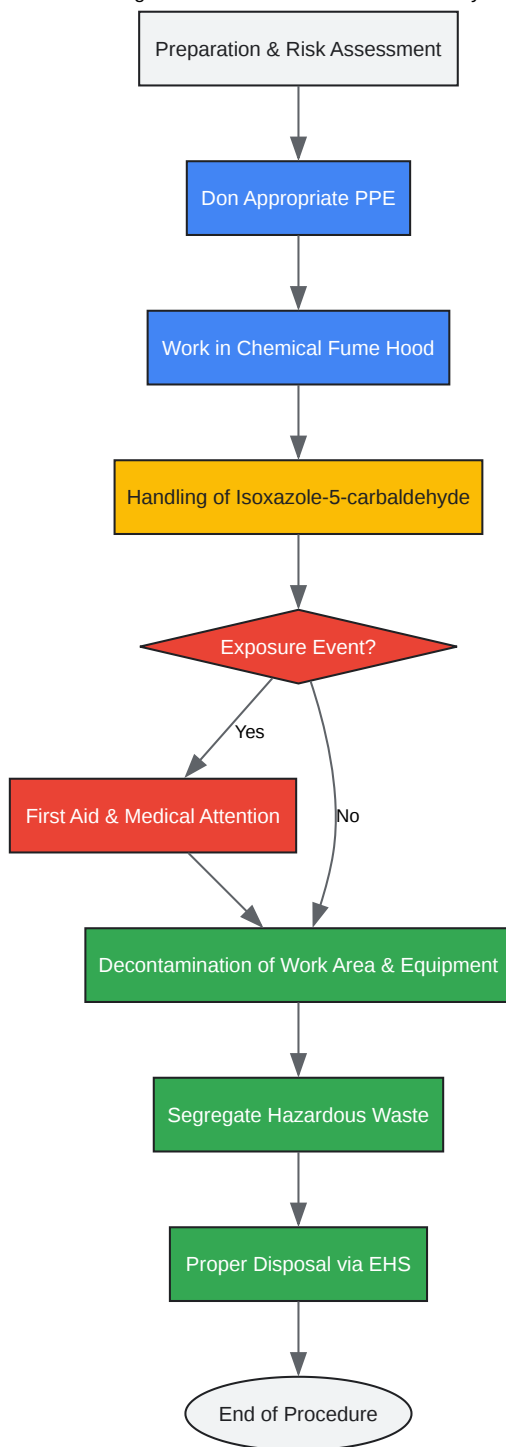 Preparation & Risk Assessment
Don Appropriate PPE
Work in Chemical Fume Hood
Handling of Isoxazole-5-carbaldehyde
Exposure Event?
Yes
First Aid & Medical Attention
No
Decontamination of Work Area & Equipment
Segregate Hazardous Waste
Proper Disposal via EHS
End of Procedure